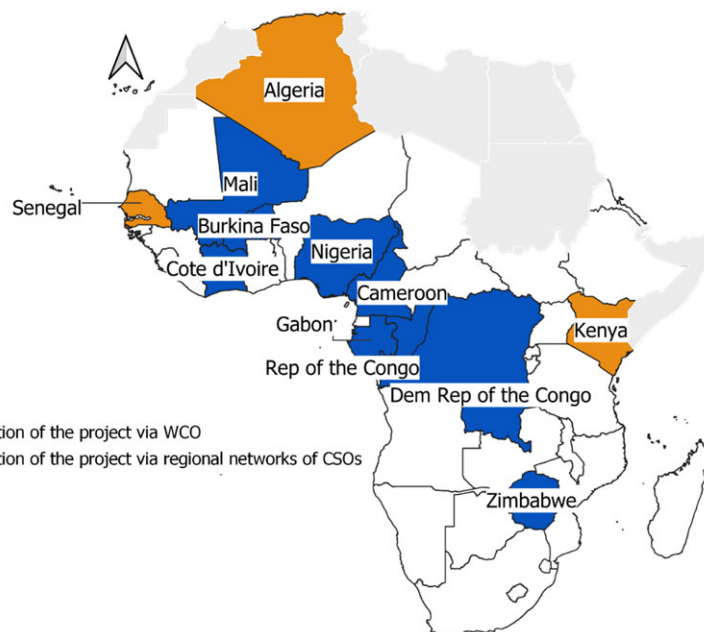 Algeria
Mali
Senegal
Burkina Faso
Nigeria
Cote d'Ivoire
Cameroon
Gabon
Kenya
Rep of the Congo
Dem Rep of the Congo
tion of the project via WCO
tion of the project via regional networks of CSOs
Zimbabwe